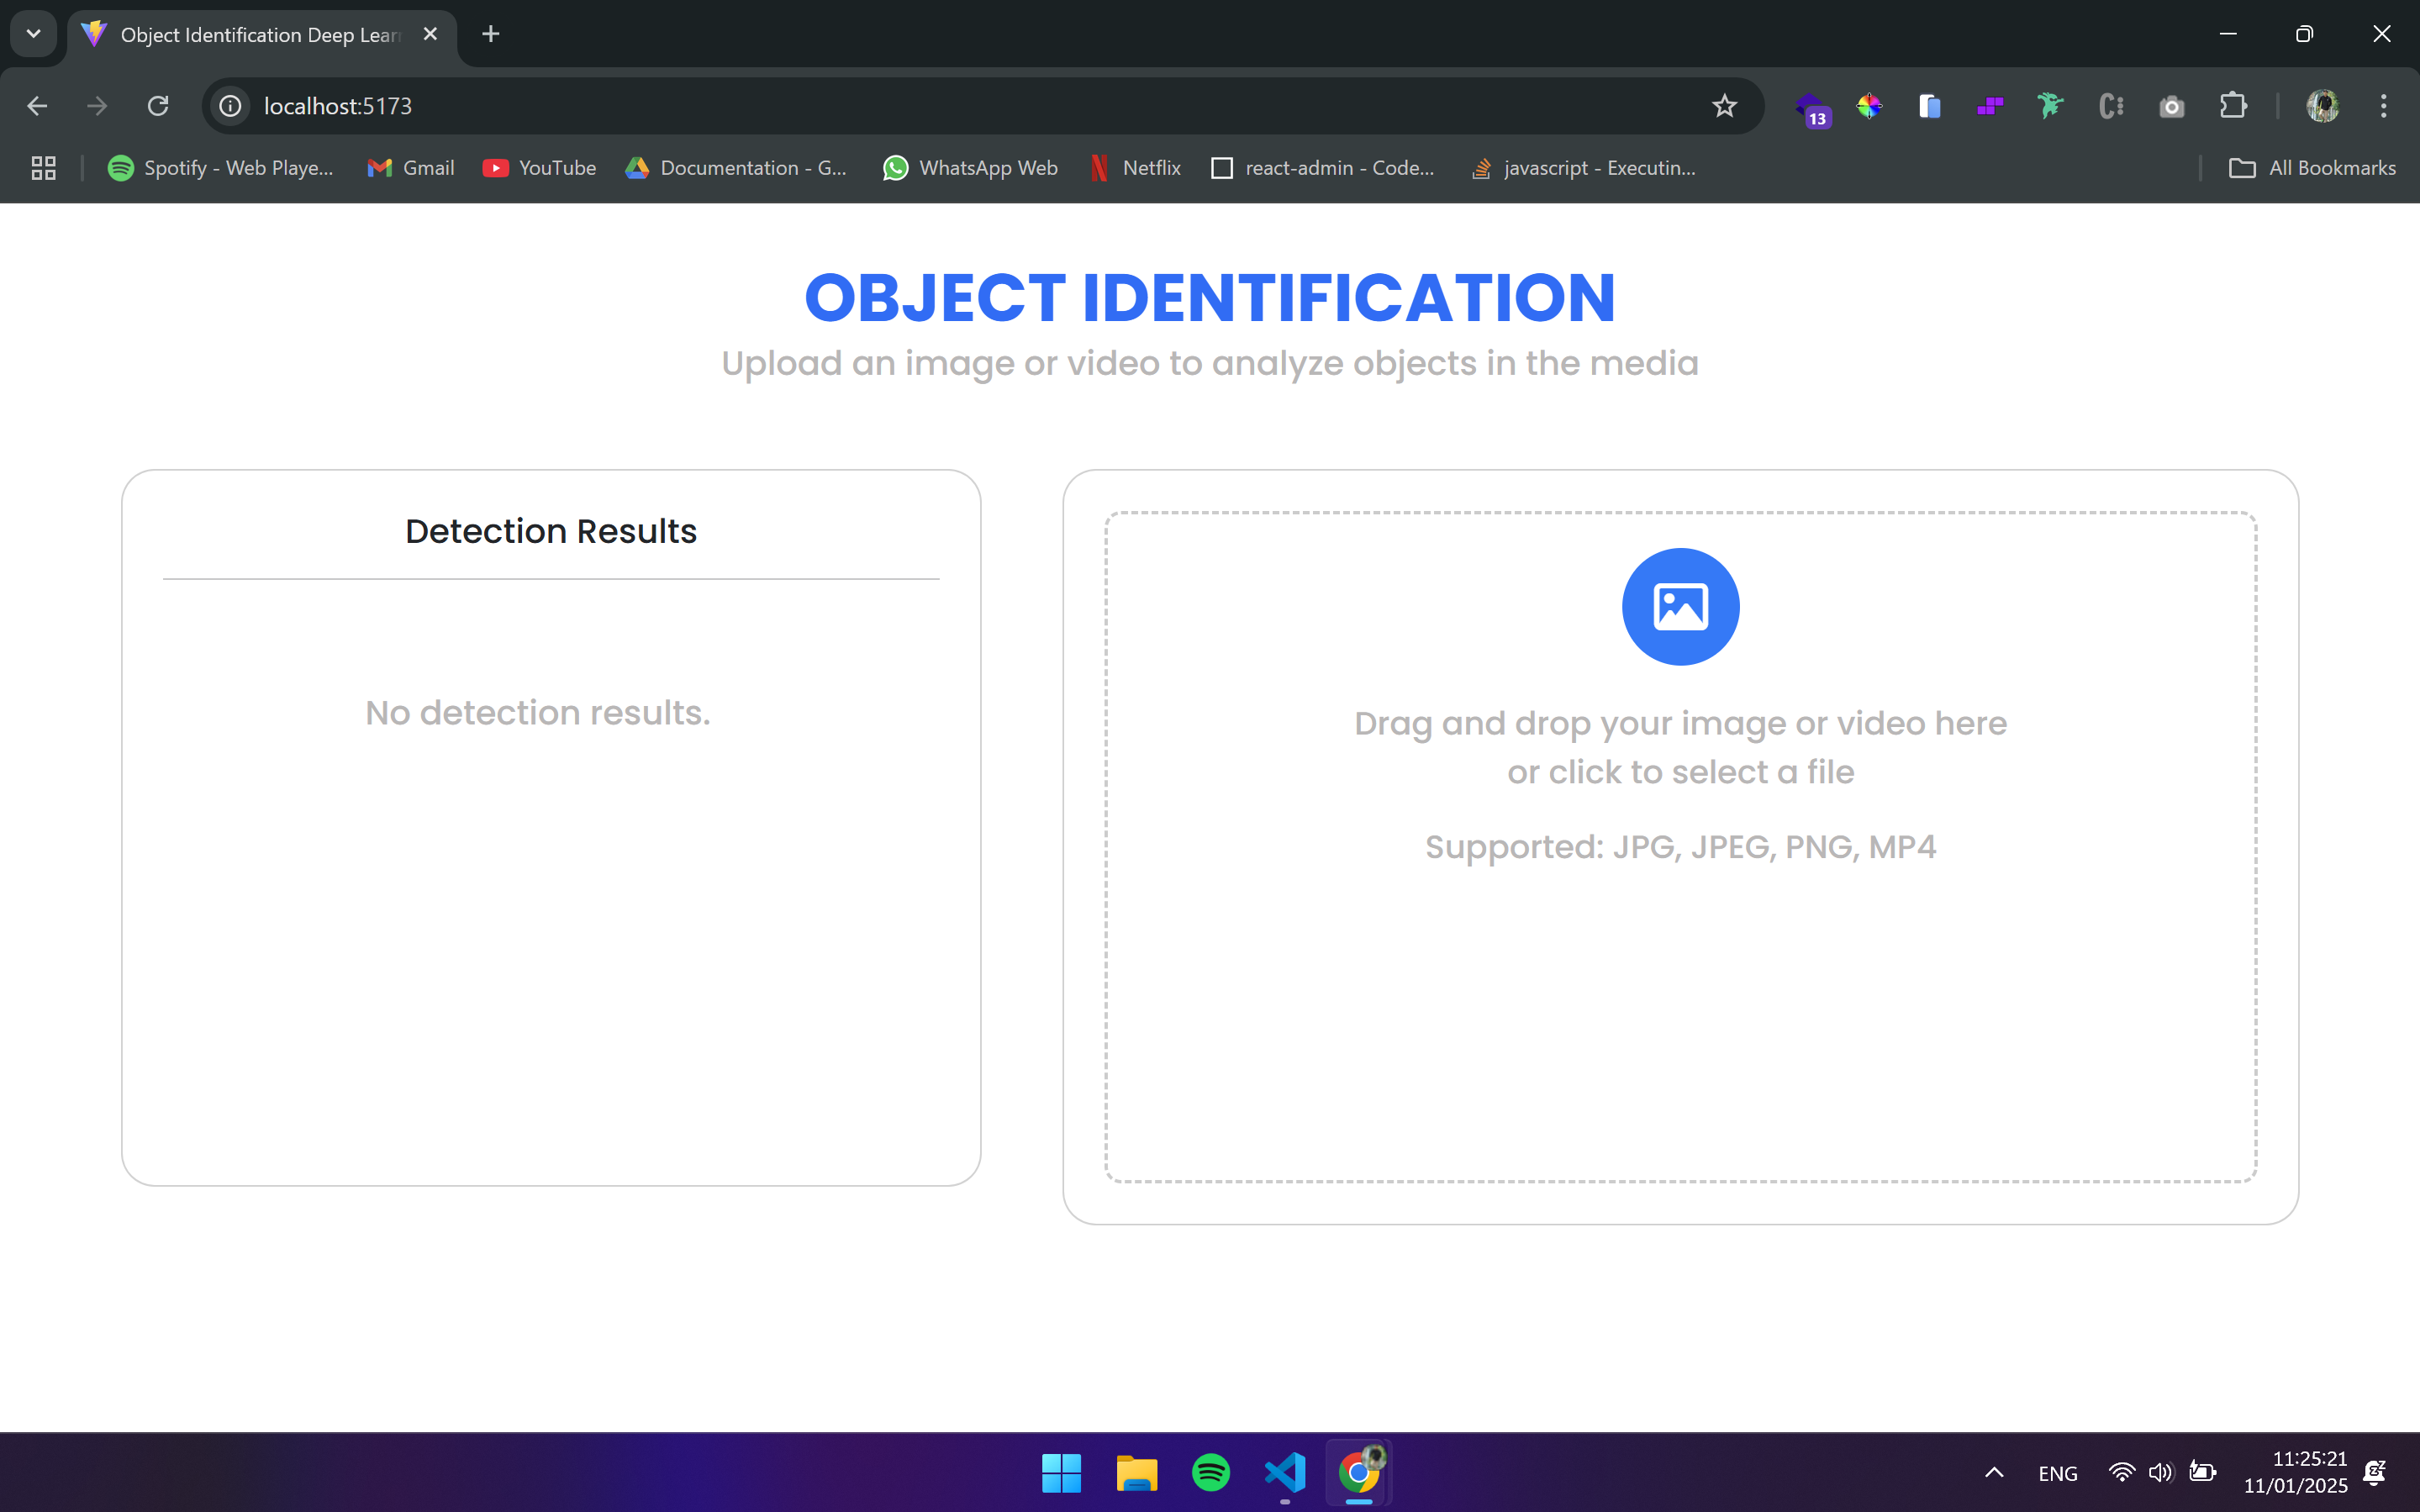 Object Identification Deep Lear
localhost:5173
13
Spotify - Web Playe...
Gmail
YouTube
Documentation - G...
WhatsApp Web
Netflix
react-admin - Code...
javascript - Executin...
All Bookmarks
OBJECT IDENTIFICATION
Upload an image or video to analyze objects in the media
Detection Results
No detection results.
Drag and drop your image or video here
or click to select a file
Supported: JPG, JPEG, PNG, MP4
ENG
11:25:21
11/01/2025